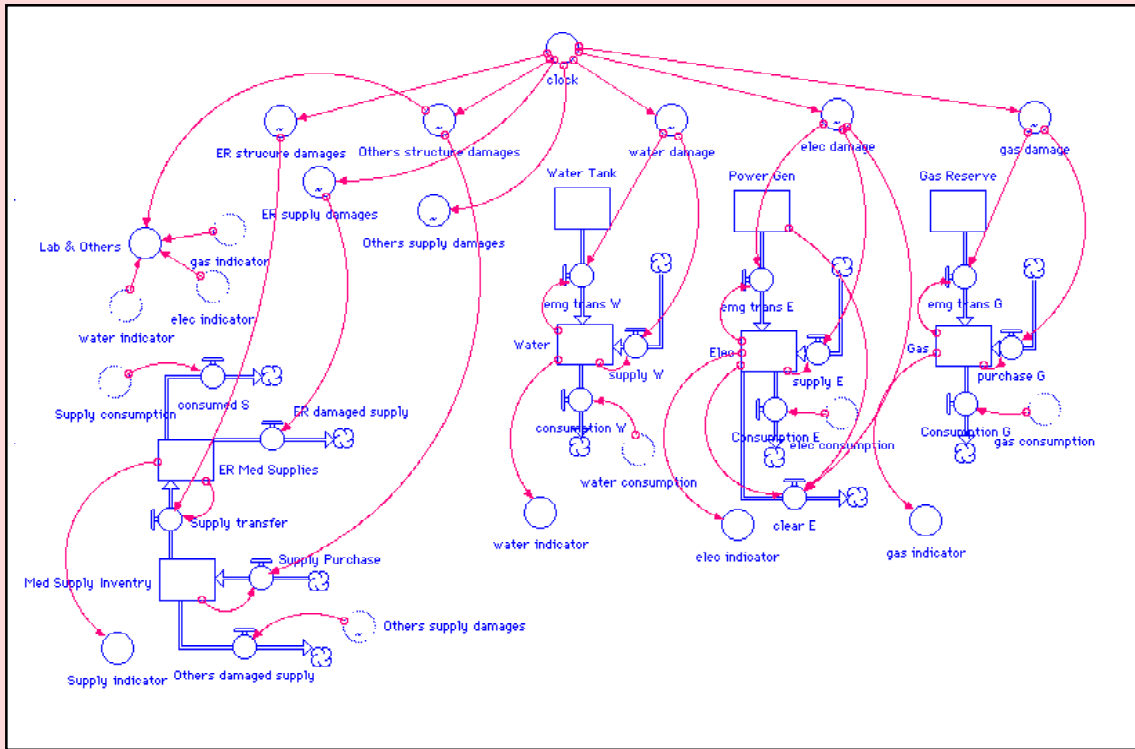 clock
ER strucure damages
Others structure damages
water damage
elec damage
gas damage
Water Tank
Power Gen
Gas Reserve
ER supply damages
Others supply damages
Lab & Others
gas indicator
elec indicator
water indicator
emg trans W
emg trans E
emg trans G
Water
Elec
Gas
supply W
supply E
purchase G
Supply consumption
consumed S
ER damaged supply
consumption W
Consumption E
elec consumption
Consumption G
gas consumption
ER Med Supplies
water consumption
Supply transfer
clear E
water indicator
elec indicator
gas indicator
Supply Purchase
Med Supply Inventry
Others supply damages
Supply indicator
Others damaged supply